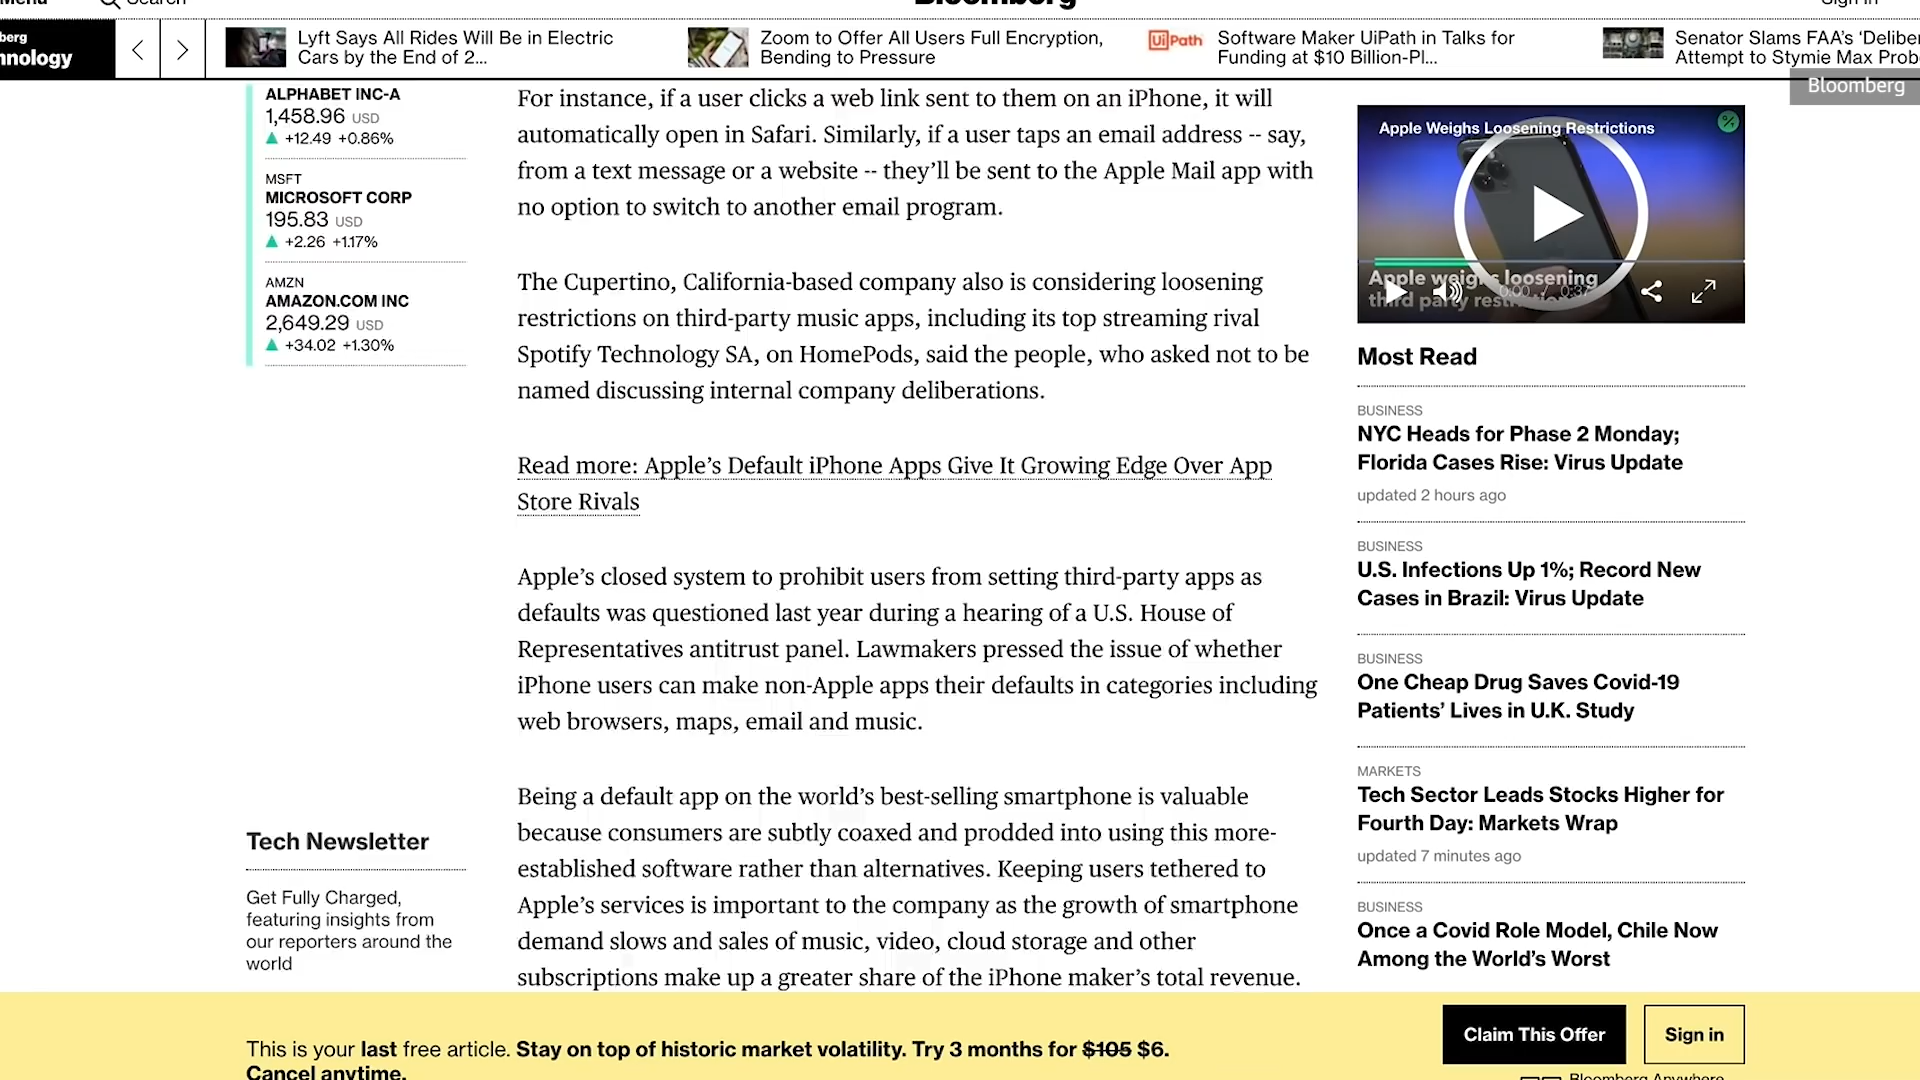 Menu
Search
Bloomberg
Sign In
berg
hnology
Lyft Says All Rides Will Be in Electric
Cars by the End of 2...
Zoom to Offer All Users Full Encryption,
Bending to Pressure
UiPath
Software Maker UiPath in Talks for
Funding at $10 Billion-Pl...
Senator Slams FAA's 'Deliber
Attempt to Stymie Max Prob
Bloomberg
ALPHABET INC-A
1,458.96 USD
+12.49 +0.86%
MSFT
MICROSOFT CORP
195.83 USD
+2.26 +1.17%
AMZN
AMAZON.COM INC
2,649.29 USD
+34.02 +1.30%
Tech Newsletter
Get Fully Charged,
featuring insights from
our reporters around the
world
For instance, if a user clicks a web link sent to them on an iPhone, it will
automatically open in Safari. Similarly, if a user taps an email address -- say,
from a text message or a website -- they'll be sent to the Apple Mail app with
no option to switch to another email program.
The Cupertino, California-based company also is considering loosening
restrictions on third-party music apps, including its top streaming rival
Spotify Technology SA, on HomePods, said the people, who asked not to be
named discussing internal company deliberations.
Read more: Apple's Default iPhone Apps Give It Growing Edge Over App
Store Rivals
Apple's closed system to prohibit users from setting third-party apps as
defaults was questioned last year during a hearing of a U.S. House of
Representatives antitrust panel. Lawmakers pressed the issue of whether
iPhone users can make non-Apple apps their defaults in categories including
web browsers, maps, email and music.
Being a default app on the world's best-selling smartphone is valuable
because consumers are subtly coaxed and prodded into using this more-
established software rather than alternatives. Keeping users tethered to
Apple's services is important to the company as the growth of smartphone
demand slows and sales of music, video, cloud storage and other
subscriptions make up a greater share of the iPhone maker's total revenue.
Apple Weighs Loosening Restrictions
Apple weighs loosening
third party
0:00 / 0:37
Most Read
BUSINESS
NYC Heads for Phase 2 Monday;
Florida Cases Rise: Virus Update
updated 2 hours ago
BUSINESS
U.S. Infections Up 1%; Record New
Cases in Brazil: Virus Update
BUSINESS
One Cheap Drug Saves Covid-19
Patients' Lives in U.K. Study
MARKETS
Tech Sector Leads Stocks Higher for
Fourth Day: Markets Wrap
updated 7 minutes ago
BUSINESS
Once a Covid Role Model, Chile Now
Among the World's Worst
This is your last free article. Stay on top of historic market volatility. Try 3 months for $105 $6.
Cancel anytime.
Claim This Offer
Sign in
Bloomberg Anywhere